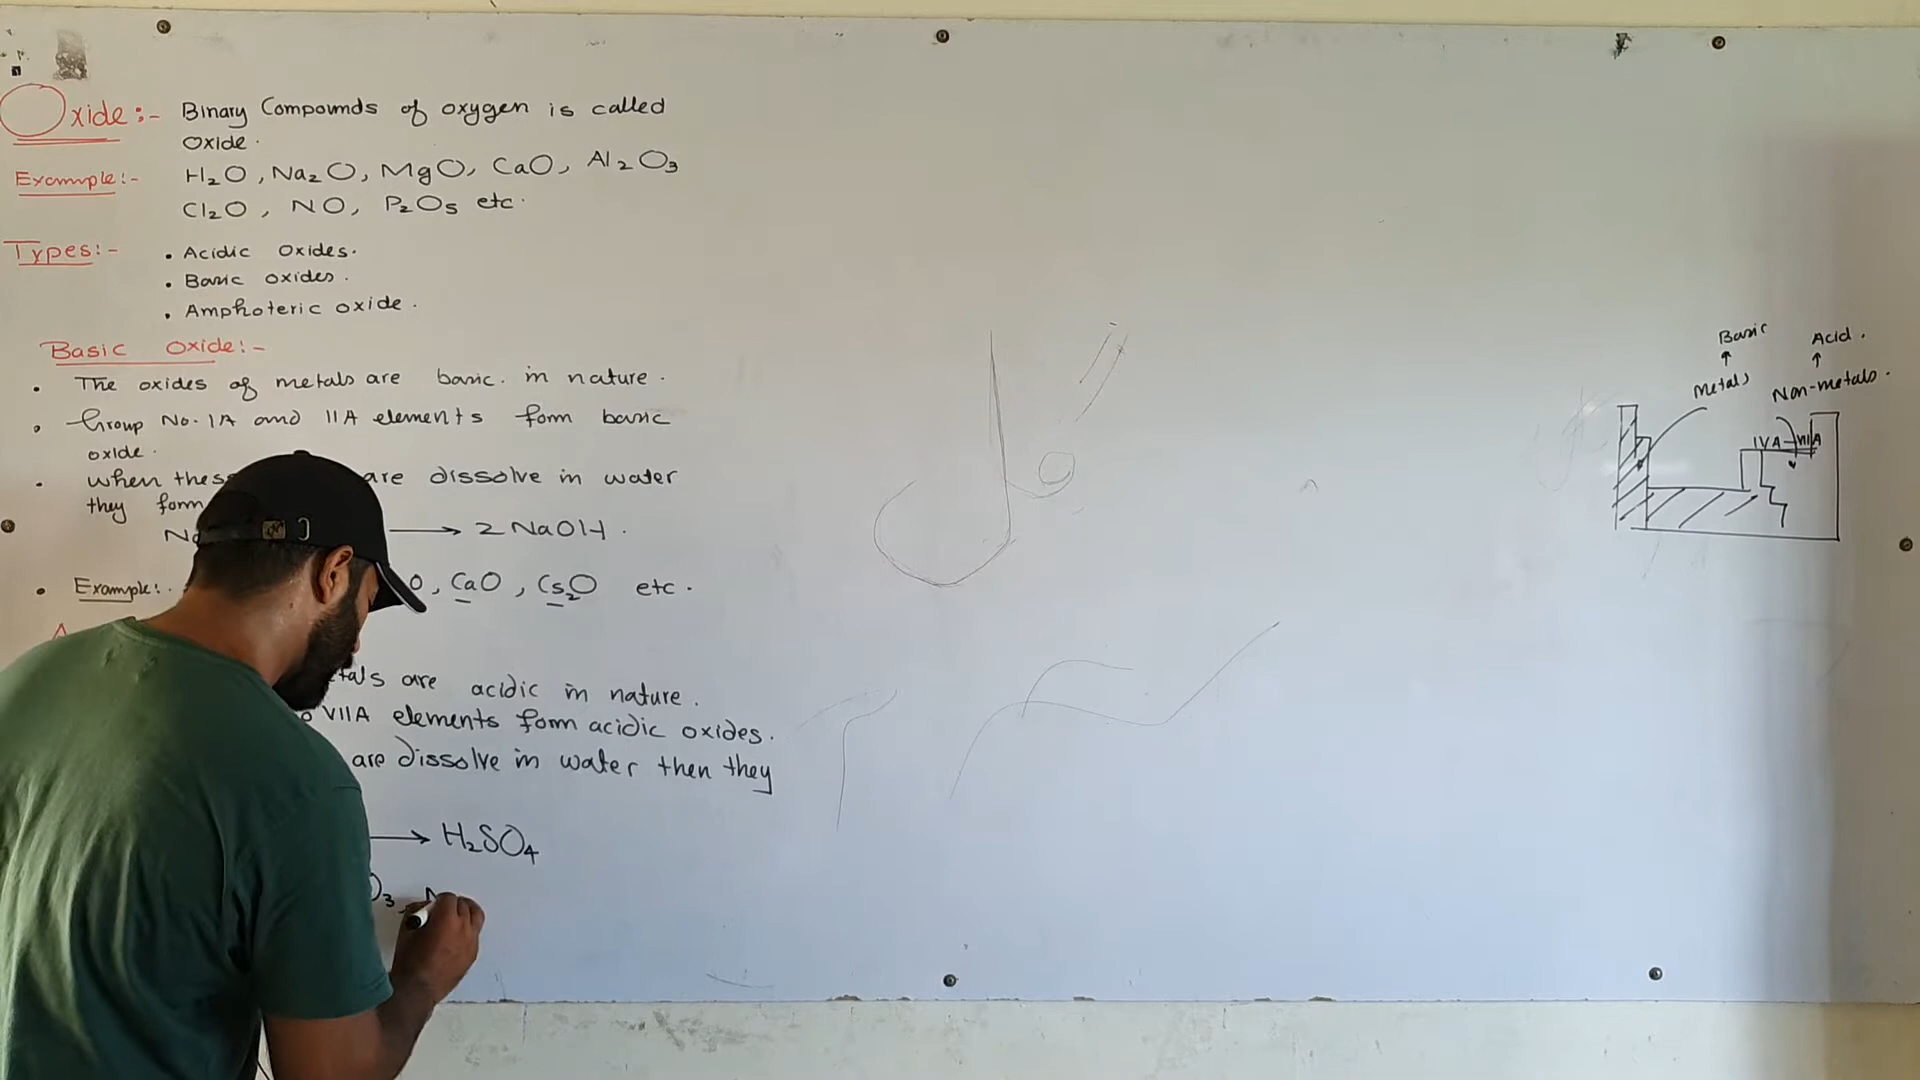 Oxide:- Binary Compounds of oxygen is called
oxide.
Example:- H₂O, Na₂O, MgO, CaO, Al₂O₃
Cl₂O, NO, P₂O₅ etc.
Types:- • Acidic Oxides.
• Basic oxides.
• Amphoteric oxide.
Basic Oxide:-
• The oxides of metals are basic. in nature.
• Group No. IA and IIA elements form basic
oxide.
• when are dissolve in water
they form
⟶ 2 NaOH.
• Example:. O, CaO, Cs₂O etc.
are acidic in nature.
VIIA elements form acidic oxides.
are dissolve in water then they
⟶ H₂SO₄
Basic
↑
Metals
Acid.
↑
Non-metals.
IVA-VIIA